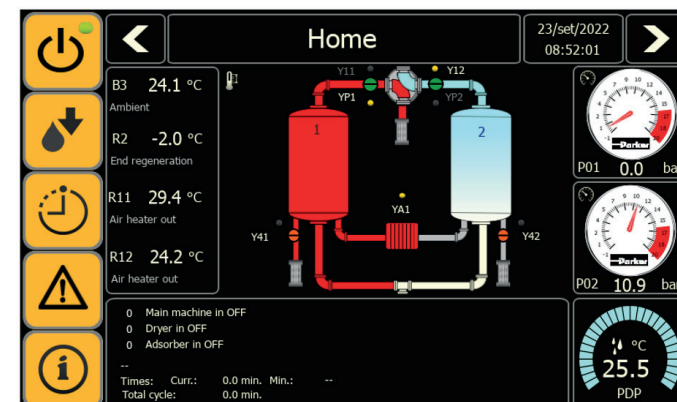 Home
23/set/2022
08:52:01
B3 24.1 °C
Ambient
R2 -2.0 °C
End regeneration
R11 29.4 °C
Air heater out
R12 24.2 °C
Air heater out
Y11
Y12
YP1
YP2
1
2
YA1
Y41
Y42
Parker
P01 0.0 ba
Parker
P02 10.9 ba
0 Main machine in OFF
0 Dryer in OFF
0 Adsorber in OFF
--
Times: Curr.: 0.0 min. Min.: --
Total cycle: 0.0 min.
°C
25.5
PDP